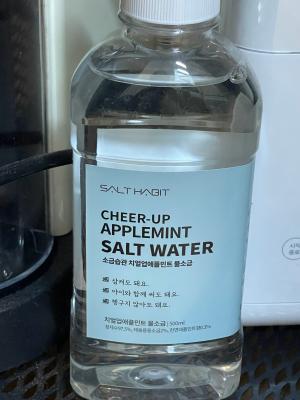 SALT HABIT
CHEER-UP
APPLEMINT
SALT WATER
소금습관 치얼업애플민트 물소금
삼켜도 돼요.
아이와 함께 써도 돼요.
헹구지 않아도 돼요.
치얼업애플민트 물소금 | 500ml